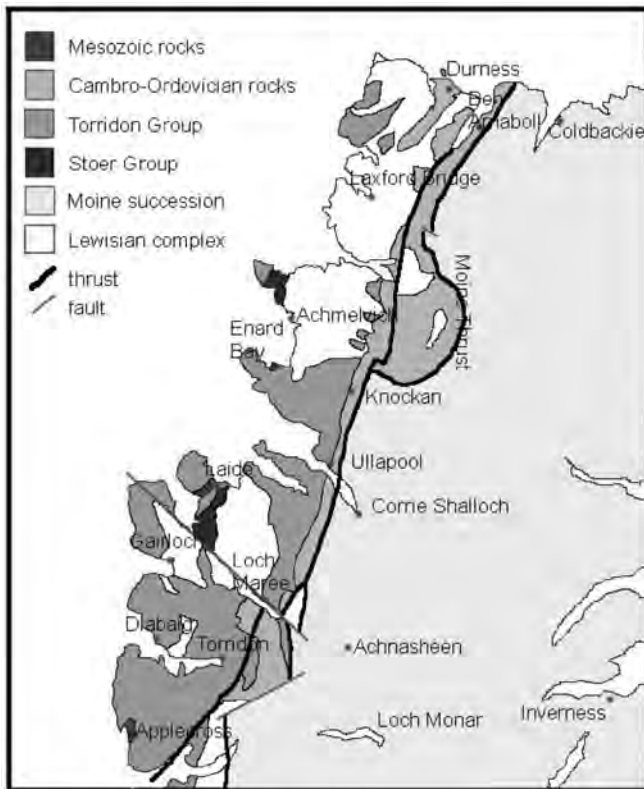 Mesozoic rocks
Cambro-Ordovician rocks
Torridon Group
Stoer Group
Moine succession
Lewisian complex
thrust
fault
Durness
Ben
Arnaboll
Coldbackie
Laxford Bridge
Moine Thrust
Achmelvich
Enard
Bay
Knockan
Ullapool
Laide
Corrie Shalloch
Gairloch
Loch
Maree
Diabaig
Torridon
Achnasheen
Inverness
Loch Monar
Applecross